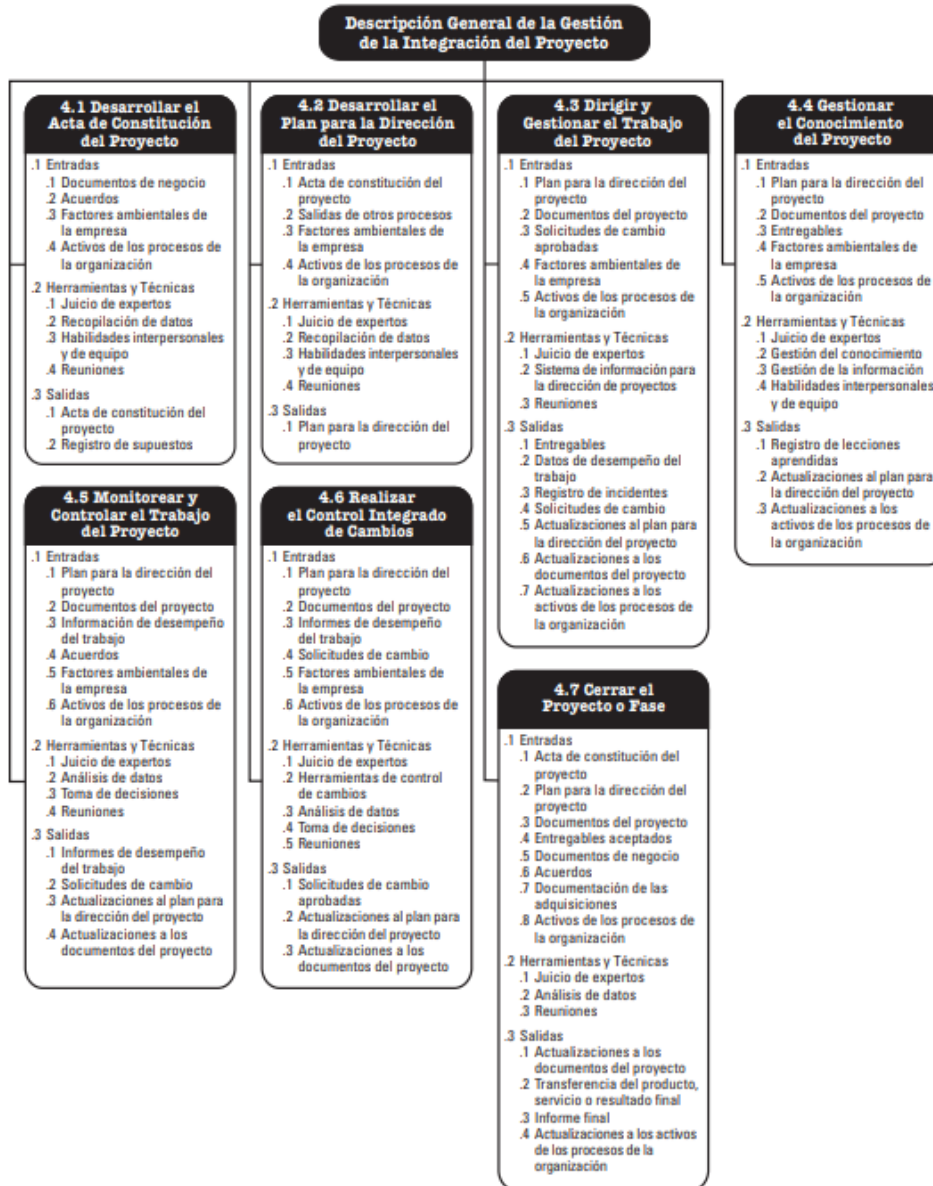 Descripción General de la Gestión
de la Integración del Proyecto
4.1 Desarrollar el
Acta de Constitución
del Proyecto
.1 Entradas
.1 Documentos de negocio
.2 Acuerdos
.3 Factores ambientales de
la empresa
.4 Activos de los procesos de
la organización
.2 Herramientas y Técnicas
.1 Juicio de expertos
.2 Recopilación de datos
.3 Habilidades interpersonales
y de equipo
.4 Reuniones
.3 Salidas
.1 Acta de constitución del
proyecto
.2 Registro de supuestos
4.2 Desarrollar el
Plan para la Dirección
del Proyecto
.1 Entradas
.1 Acta de constitución del
proyecto
.2 Salidas de otros procesos
.3 Factores ambientales de
la empresa
.4 Activos de los procesos de
la organización
.2 Herramientas y Técnicas
.1 Juicio de expertos
.2 Recopilación de datos
.3 Habilidades interpersonales
y de equipo
.4 Reuniones
.3 Salidas
.1 Plan para la dirección del
proyecto
4.3 Dirigir y
Gestionar el Trabajo
del Proyecto
.1 Entradas
.1 Plan para la dirección del
proyecto
.2 Documentos del proyecto
.3 Solicitudes de cambio
aprobadas
.4 Factores ambientales de
la empresa
.5 Activos de los procesos de
la organización
.2 Herramientas y Técnicas
.1 Juicio de expertos
.2 Sistema de información para
la dirección de proyectos
.3 Reuniones
.3 Salidas
.1 Entregables
.2 Datos de desempeño del
trabajo
.3 Registro de incidentes
.4 Solicitudes de cambio
.5 Actualizaciones al plan para
la dirección del proyecto
.6 Actualizaciones a los
documentos del proyecto
.7 Actualizaciones a los
activos de los procesos de
la organización
4.4 Gestionar
el Conocimiento
del Proyecto
.1 Entradas
.1 Plan para la dirección del
proyecto
.2 Documentos del proyecto
.3 Entregables
.4 Factores ambientales de
la empresa
.5 Activos de los procesos de
la organización
.2 Herramientas y Técnicas
.1 Juicio de expertos
.2 Gestión del conocimiento
.3 Gestión de la información
.4 Habilidades interpersonales
y de equipo
.3 Salidas
.1 Registro de lecciones
aprendidas
.2 Actualizaciones al plan para
la dirección del proyecto
.3 Actualizaciones a los
activos de los procesos de
la organización
4.5 Monitorear y
Controlar el Trabajo
del Proyecto
.1 Entradas
.1 Plan para la dirección del
proyecto
.2 Documentos del proyecto
.3 Información de desempeño
del trabajo
.4 Acuerdos
.5 Factores ambientales de
la empresa
.6 Activos de los procesos de
la organización
.2 Herramientas y Técnicas
.1 Juicio de expertos
.2 Análisis de datos
.3 Toma de decisiones
.4 Reuniones
.3 Salidas
.1 Informes de desempeño
del trabajo
.2 Solicitudes de cambio
.3 Actualizaciones al plan para
la dirección del proyecto
.4 Actualizaciones a los
documentos del proyecto
4.6 Realizar
el Control Integrado
de Cambios
.1 Entradas
.1 Plan para la dirección del
proyecto
.2 Documentos del proyecto
.3 Informes de desempeño
del trabajo
.4 Solicitudes de cambio
.5 Factores ambientales de
la empresa
.6 Activos de los procesos de
la organización
.2 Herramientas y Técnicas
.1 Juicio de expertos
.2 Herramientas de control
de cambios
.3 Análisis de datos
.4 Toma de decisiones
.5 Reuniones
.3 Salidas
.1 Solicitudes de cambio
aprobadas
.2 Actualizaciones al plan para
la dirección del proyecto
.3 Actualizaciones a los
documentos del proyecto
4.7 Cerrar el
Proyecto o Fase
.1 Entradas
.1 Acta de constitución del
proyecto
.2 Plan para la dirección del
proyecto
.3 Documentos del proyecto
.4 Entregables aceptados
.5 Documentos de negocio
.6 Acuerdos
.7 Documentación de las
adquisiciones
.8 Activos de los procesos de
la organización
.2 Herramientas y Técnicas
.1 Juicio de expertos
.2 Análisis de datos
.3 Reuniones
.3 Salidas
.1 Actualizaciones a los
documentos del proyecto
.2 Transferencia del producto,
servicio o resultado final
.3 Informe final
.4 Actualizaciones a los activos
de los procesos de la
organización